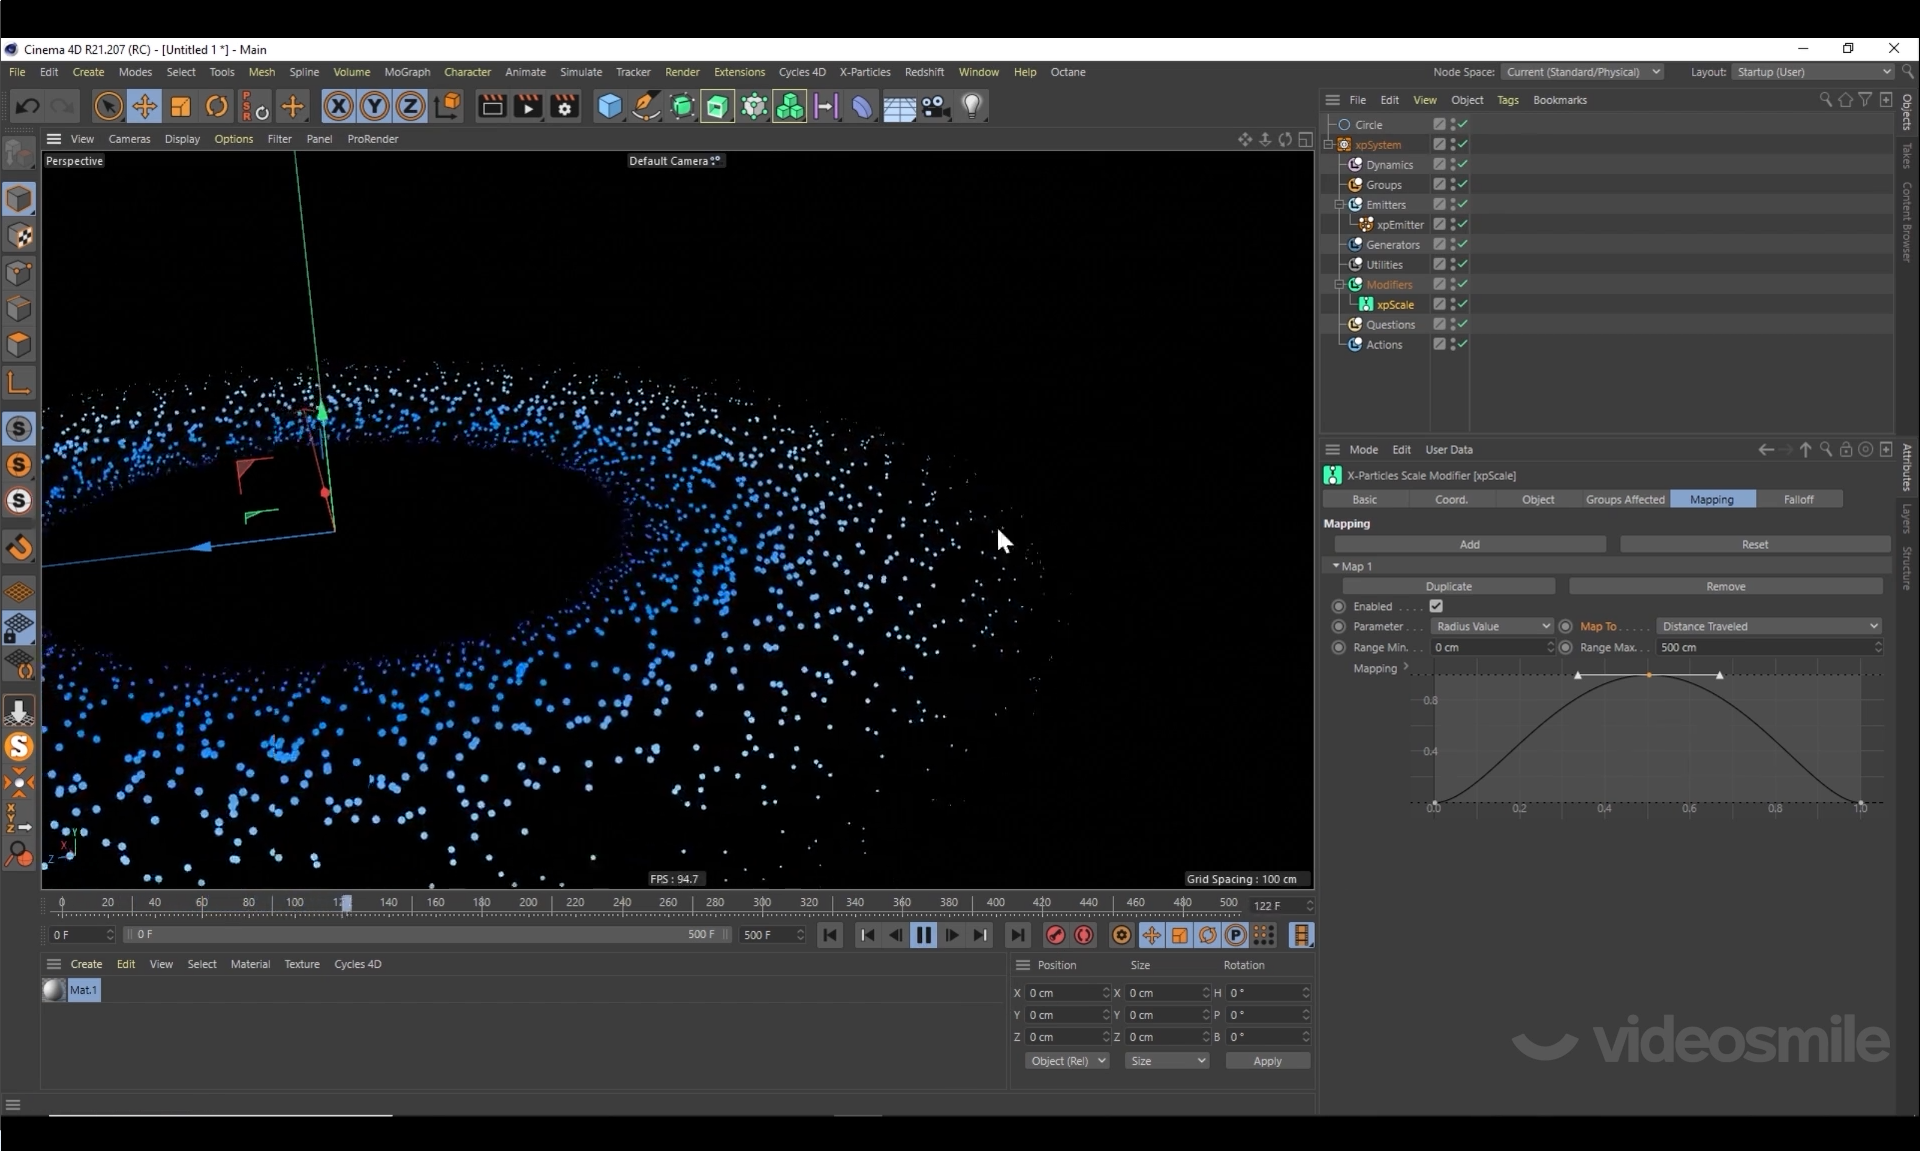 Cinema 4D R21.207 (RC) - [Untitled 1 *] - Main
File Edit Create Modes Select Tools Mesh Spline Volume MoGraph Character Animate Simulate Tracker Render Extensions Cycles 4D X-Particles Redshift Window Help Octane
Node Space: Current (Standard/Physical) Layout: Startup (User)
View Cameras Display Options Filter Panel ProRender
Perspective
Default Camera
FPS : 94.7
Grid Spacing : 100 cm
File Edit View Object Tags Bookmarks
Circle
xpSystem
Dynamics
Groups
Emitters
xpEmitter
Generators
Utilities
Modifiers
xpScale
Questions
Actions
Objects
Takes
Content Browser
Mode Edit User Data
X-Particles Scale Modifier [xpScale]
Basic Coord. Object Groups Affected Mapping Falloff
Mapping
Add Reset
Map 1
Duplicate Remove
Enabled . . . .
Parameter . . . Radius Value Map To . . . . . Distance Traveled
Range Min. . . 0 cm Range Max. . . 500 cm
Mapping
0.8
0.4
0.0 0.2 0.4 0.6 0.8 1.0
Attributes
Layers
Structure
0 20 40 60 80 100 140 160 180 200 220 240 260 280 300 320 340 360 380 400 420 440 460 480 500 122 F
0 F 0 F 500 F 500 F
Create Edit View Select Material Texture Cycles 4D
Mat.1
Position Size Rotation
X 0 cm X 0 cm H 0 °
Y 0 cm Y 0 cm P 0 °
Z 0 cm Z 0 cm B 0 °
Object (Rel) Size Apply
videosmile